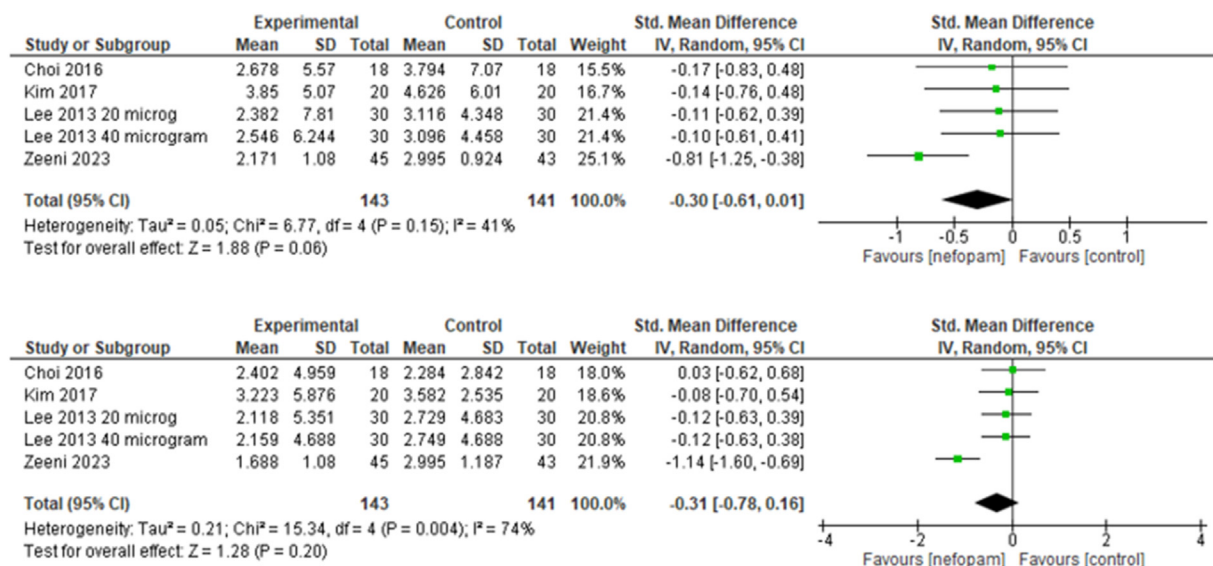 Experimental Control Std. Mean Difference Std. Mean Difference
Study or Subgroup Mean SD Total Mean SD Total Weight IV, Random, 95% CI IV, Random, 95% CI
Choi 2016 2.678 5.57 18 3.794 7.07 18 15.5% -0.17 [-0.83, 0.48]
Kim 2017 3.85 5.07 20 4.626 6.01 20 16.7% -0.14 [-0.76, 0.48]
Lee 2013 20 microg 2.382 7.81 30 3.116 4.348 30 21.4% -0.11 [-0.62, 0.39]
Lee 2013 40 microgram 2.546 6.244 30 3.096 4.458 30 21.4% -0.10 [-0.61, 0.41]
Zeeni 2023 2.171 1.08 45 2.995 0.924 43 25.1% -0.81 [-1.25, -0.38]
Total (95% CI) 143 141 100.0% -0.30 [-0.61, 0.01]
Heterogeneity: Tau² = 0.05; Chi² = 6.77, df = 4 (P = 0.15); I² = 41%
Test for overall effect: Z = 1.88 (P = 0.06)
-1 -0.5 0 0.5 1
Favours [nefopam] Favours [control]
Experimental Control Std. Mean Difference Std. Mean Difference
Study or Subgroup Mean SD Total Mean SD Total Weight IV, Random, 95% CI IV, Random, 95% CI
Choi 2016 2.402 4.959 18 2.284 2.842 18 18.0% 0.03 [-0.62, 0.68]
Kim 2017 3.223 5.876 20 3.582 2.535 20 18.6% -0.08 [-0.70, 0.54]
Lee 2013 20 microg 2.118 5.351 30 2.729 4.683 30 20.8% -0.12 [-0.63, 0.39]
Lee 2013 40 microgram 2.159 4.688 30 2.749 4.688 30 20.8% -0.12 [-0.63, 0.38]
Zeeni 2023 1.688 1.08 45 2.995 1.187 43 21.9% -1.14 [-1.60, -0.69]
Total (95% CI) 143 141 100.0% -0.31 [-0.78, 0.16]
Heterogeneity: Tau² = 0.21; Chi² = 15.34, df = 4 (P = 0.004); I² = 74%
Test for overall effect: Z = 1.28 (P = 0.20)
-4 -2 0 2 4
Favours [nefopam] Favours [control]